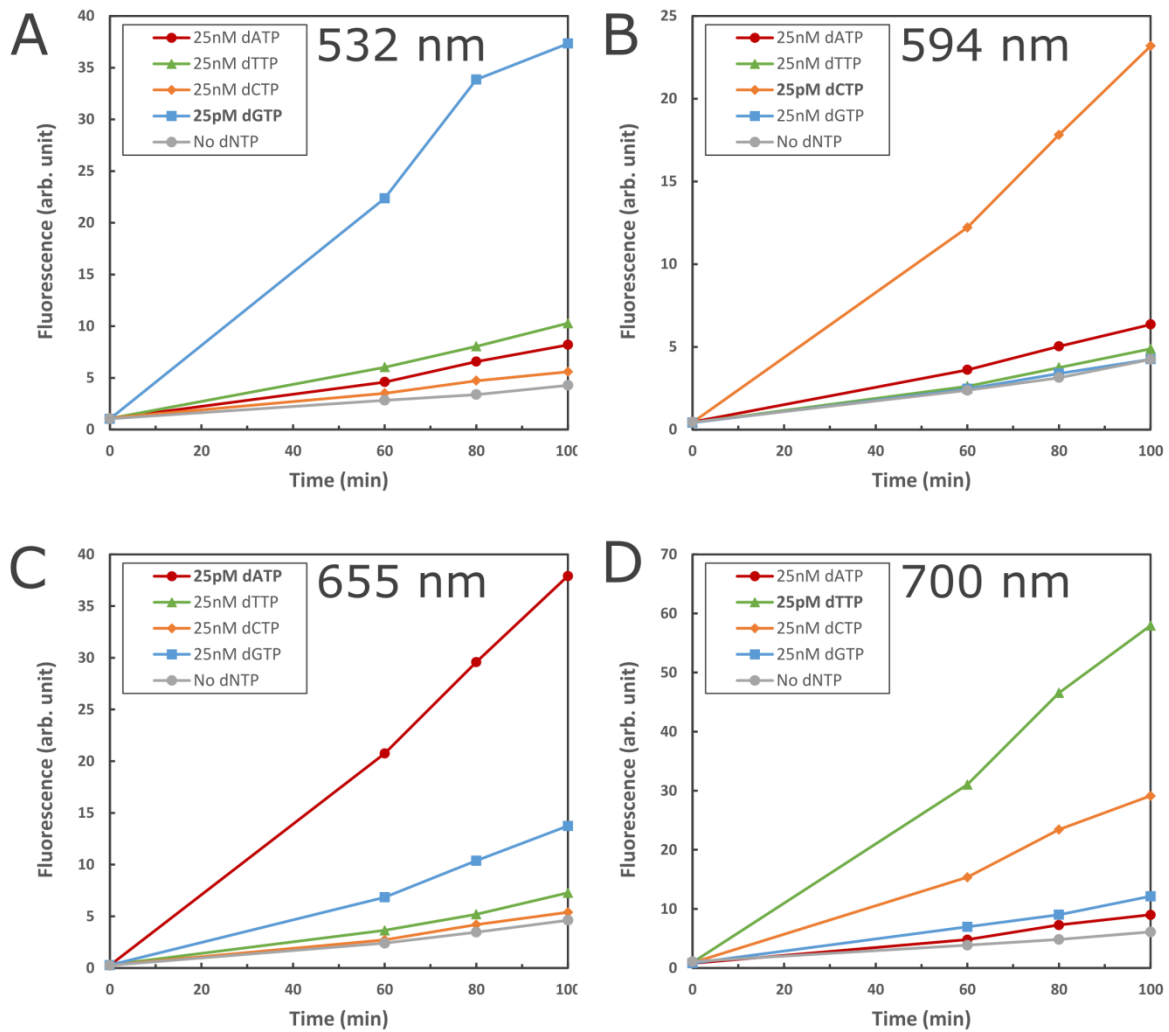 A
532 nm
25nM dATP
25nM dTTP
25nM dCTP
25pM dGTP
No dNTP
Fluorescence (arb. unit)
40
35
30
25
20
15
10
5
0
0 20 40 60 80 100
Time (min)
B
594 nm
25nM dATP
25nM dTTP
25pM dCTP
25nM dGTP
No dNTP
Fluorescence (arb. unit)
25
20
15
10
5
0
0 20 40 60 80 100
Time (min)
C
655 nm
25pM dATP
25nM dTTP
25nM dCTP
25nM dGTP
No dNTP
Fluorescence (arb. unit)
40
35
30
25
20
15
10
5
0
0 20 40 60 80 100
Time (min)
D
700 nm
25nM dATP
25pM dTTP
25nM dCTP
25nM dGTP
No dNTP
Fluorescence (arb. unit)
70
60
50
40
30
20
10
0
0 20 40 60 80 100
Time (min)